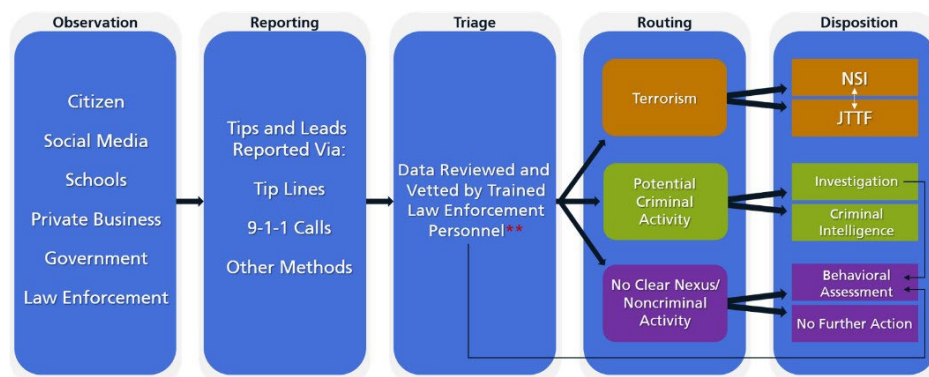 Observation
Citizen
Social Media
Schools
Private Business
Government
Law Enforcement
Reporting
Tips and Leads
Reported Via:
Tip Lines
9-1-1 Calls
Other Methods
Triage
Data Reviewed and
Vetted by Trained
Law Enforcement
Personnel**
Routing
Terrorism
Potential
Criminal
Activity
No Clear Nexus/
Noncriminal
Activity
Disposition
NSI
JTTF
Investigation
Criminal
Intelligence
Behavioral
Assessment
No Further Action